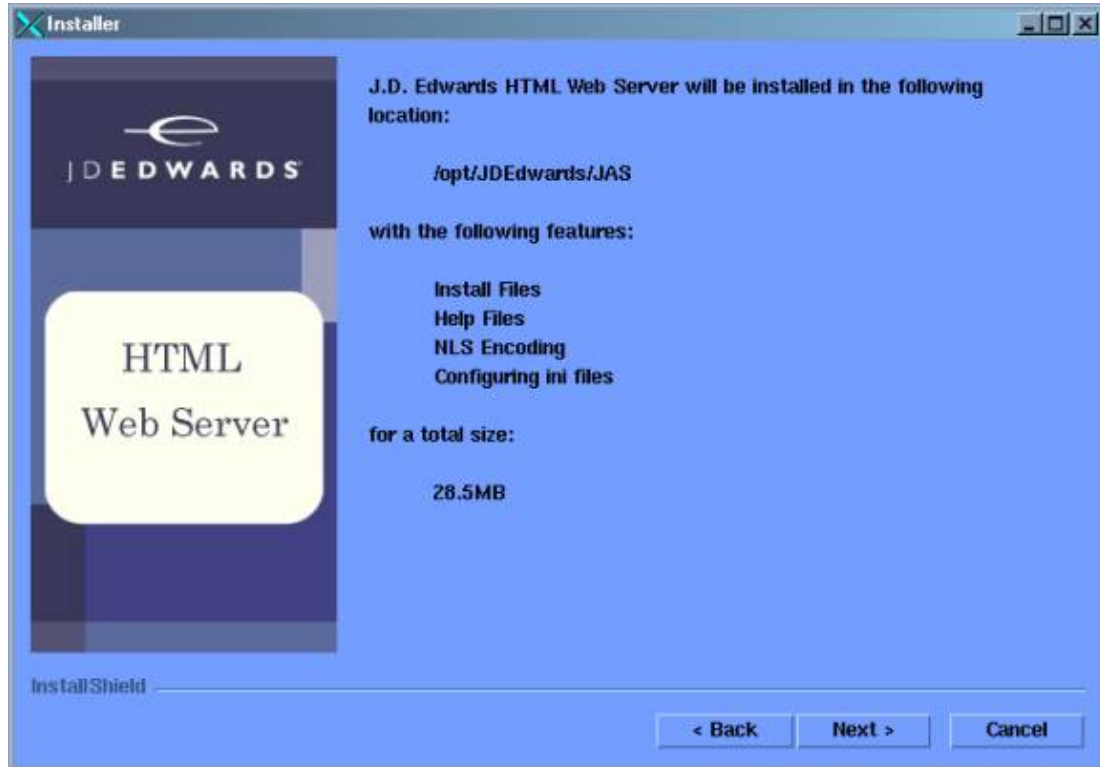 Installer
JDEDWARDS
HTML
Web Server
J.D. Edwards HTML Web Server will be installed in the following
location:
/opt/JDEdwards/JAS
with the following features:
Install Files
Help Files
NLS Encoding
Configuring ini files
for a total size:
28.5MB
InstallShield
< Back
Next >
Cancel